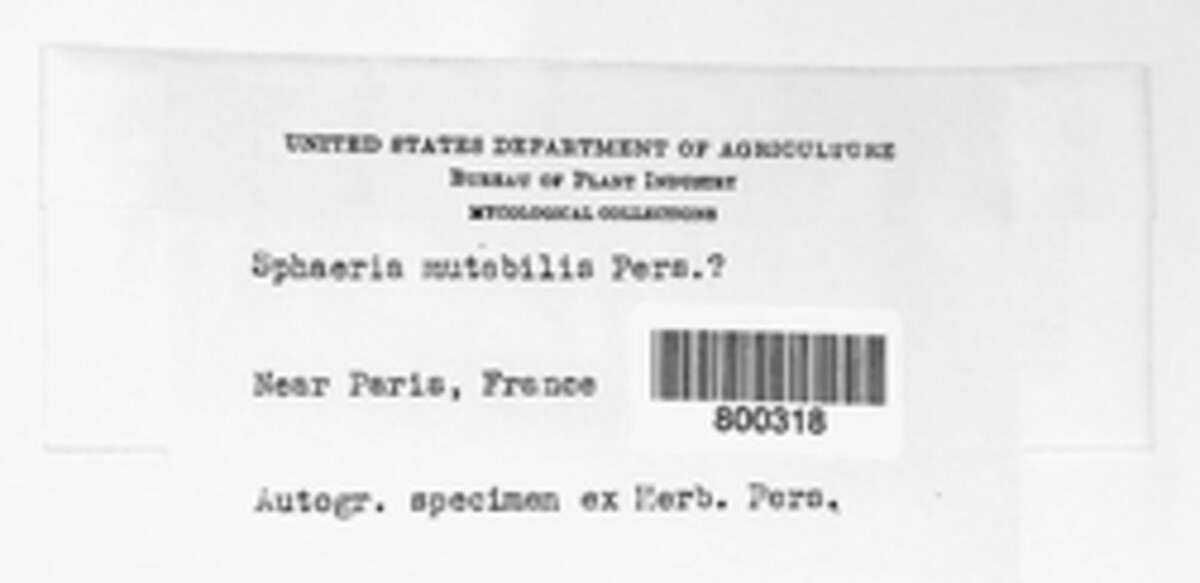 UNITED STATES DEPARTMENT OF AGRICULTURE
BUREAU OF PLANT INDUSTRY
MYCOLOGICAL COLLECTIONS
Sphaeria mutabilis Pers.?
Near Paris, France
800318
Autogr. specimen ex Herb. Pers.